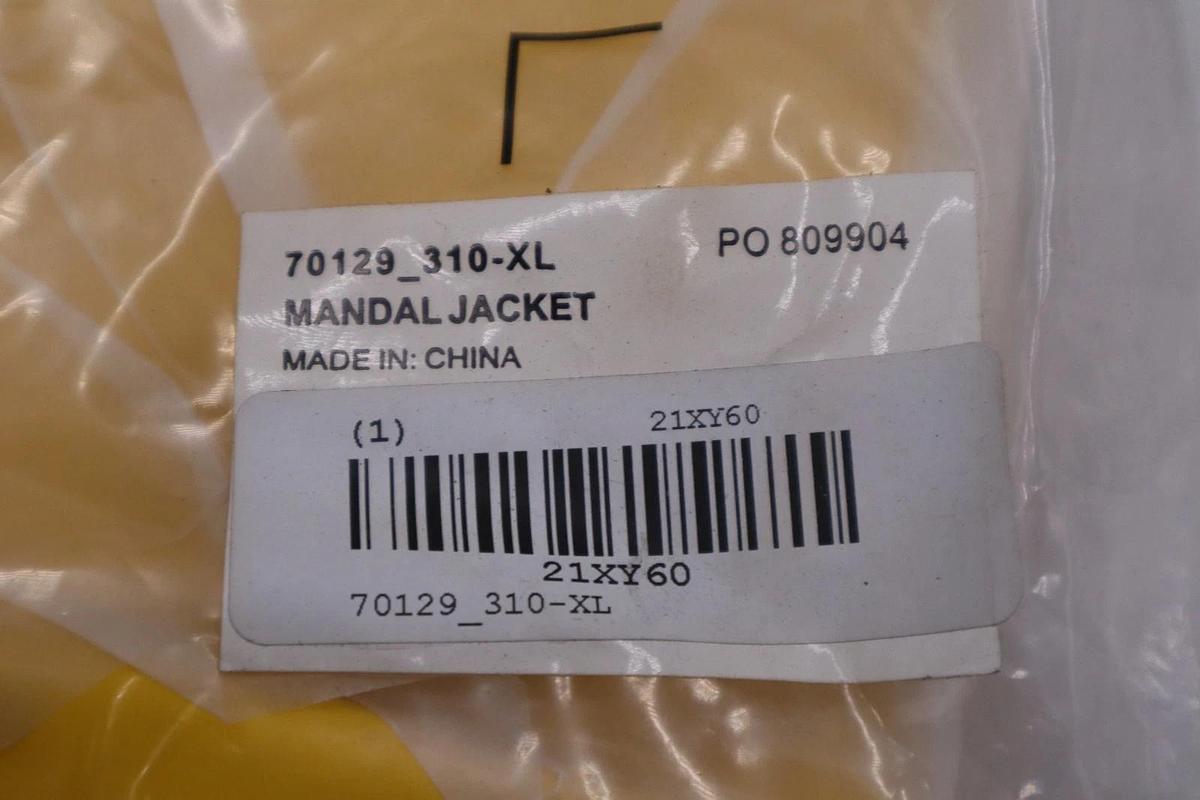 70129_310-XL PO 809904
MANDAL JACKET
MADE IN: CHINA
(1) 21XY60
21XY60
70129_310-XL